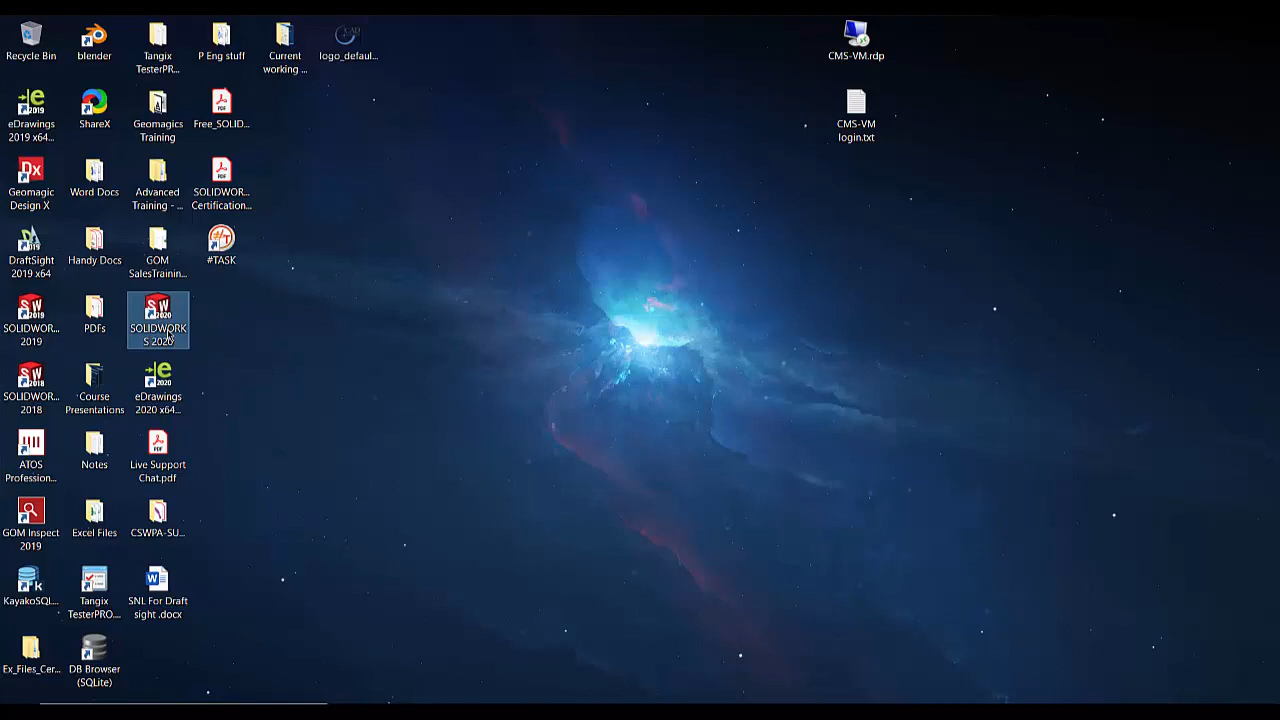 Recycle Bin
blender
Tangix
TesterPR...
P Eng stuff
Current
working ...
logo_defaul...
CMS-VM.rdp
eDrawings
2019 x64...
ShareX
Geomagics
Training
Free_SOLID...
CMS-VM
login.txt
Geomagic
Design X
Word Docs
Advanced
Training - ...
SOLIDWOR...
Certification...
DraftSight
2019 x64
Handy Docs
GOM
SalesTrainin...
#TASK
SOLIDWOR...
2019
PDFs
SOLIDWORK
S 2020
SOLIDWOR...
2018
Course
Presentations
eDrawings
2020 x64...
ATOS
Profession...
Notes
Live Support
Chat.pdf
GOM Inspect
2019
Excel Files
CSWPA-SU...
KayakoSQL...
Tangix
TesterPRO....
SNL For Draft
sight .docx
Ex_Files_Cer...
DB Browser
(SQLite)